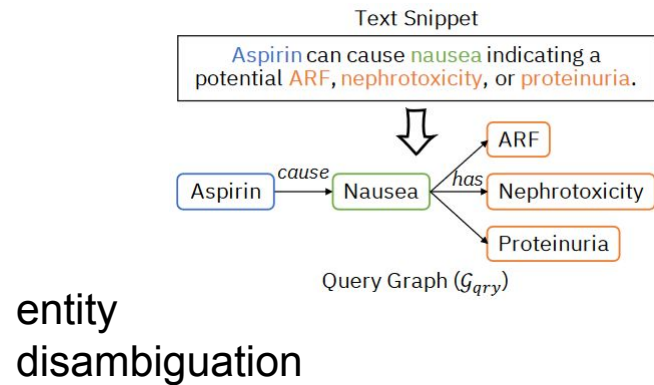 Text Snippet
Aspirin can cause nausea indicating a
potential ARF, nephrotoxicity, or proteinuria.
ARF
cause
has
Aspirin
Nausea
Nephrotoxicity
Proteinuria
Query Graph (𝒢qry)
entity
disambiguation